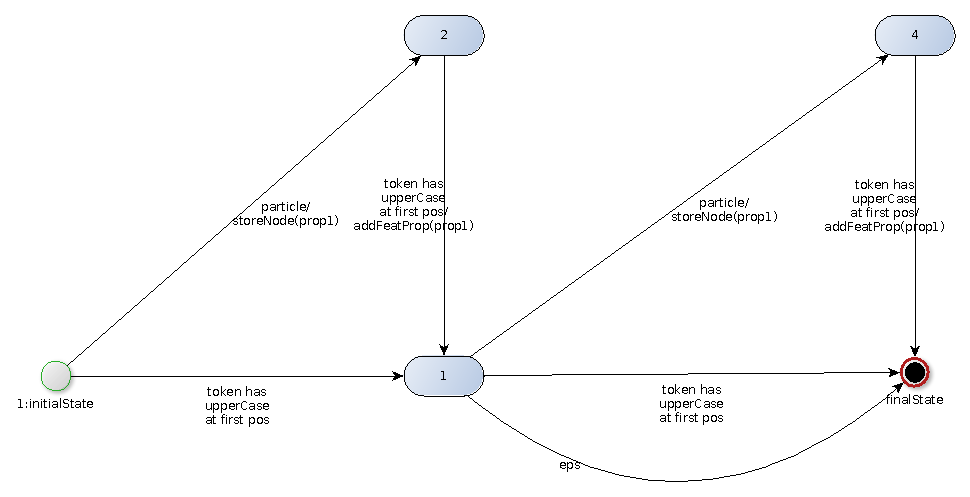 2
4
token has
upperCase
at first pos/
addFeatProp(prop1)
token has
upperCase
at first pos/
addFeatProp(prop1)
particle/
storeNode(prop1)
particle/
storeNode(prop1)
1
1:initialState
finalState
token has
upperCase
at first pos
token has
upperCase
at first pos
eps